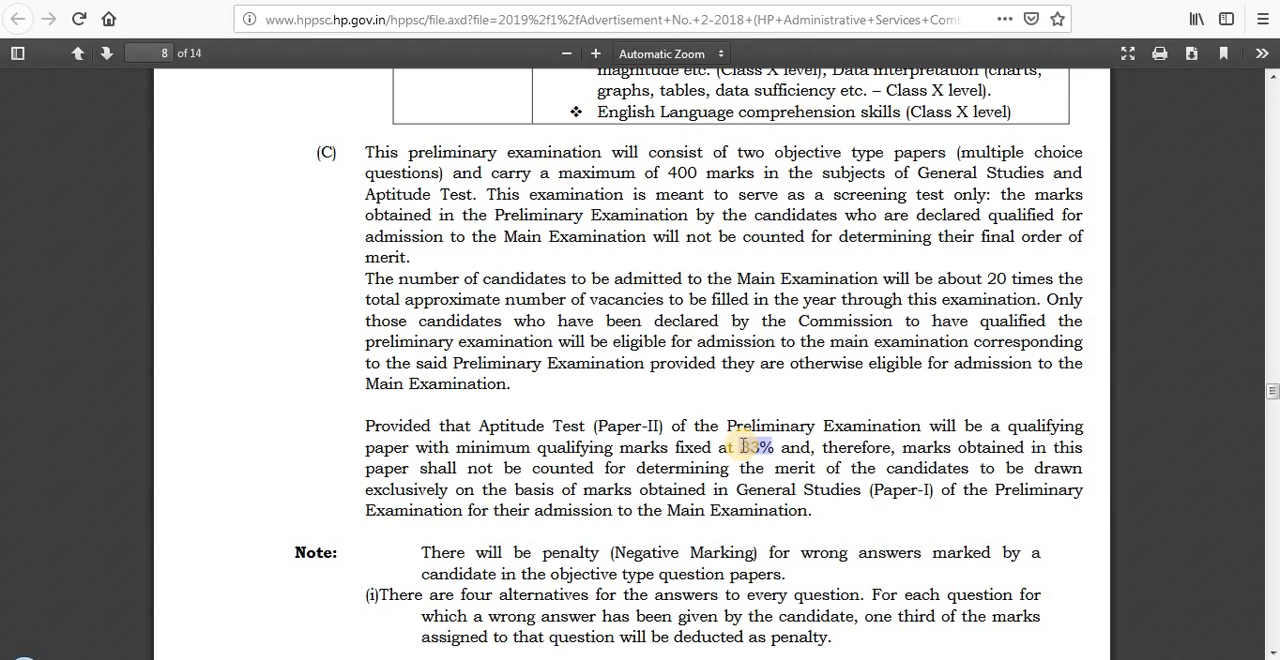 www.hppsc.hp.gov.in/hppsc/file.axd?file=2019%2f1%2fAdvertisement+No.+2-2018+(HP+Administrative+Services+Comb
8 of 14
Automatic Zoom
magnitude etc. (Class X level), Data interpretation (charts,
graphs, tables, data sufficiency etc. – Class X level).
❖ English Language comprehension skills (Class X level)
(C) This preliminary examination will consist of two objective type papers (multiple choice
questions) and carry a maximum of 400 marks in the subjects of General Studies and
Aptitude Test. This examination is meant to serve as a screening test only: the marks
obtained in the Preliminary Examination by the candidates who are declared qualified for
admission to the Main Examination will not be counted for determining their final order of
merit.
The number of candidates to be admitted to the Main Examination will be about 20 times the
total approximate number of vacancies to be filled in the year through this examination. Only
those candidates who have been declared by the Commission to have qualified the
preliminary examination will be eligible for admission to the main examination corresponding
to the said Preliminary Examination provided they are otherwise eligible for admission to the
Main Examination.
Provided that Aptitude Test (Paper-II) of the Preliminary Examination will be a qualifying
paper with minimum qualifying marks fixed at 33% and, therefore, marks obtained in this
paper shall not be counted for determining the merit of the candidates to be drawn
exclusively on the basis of marks obtained in General Studies (Paper-I) of the Preliminary
Examination for their admission to the Main Examination.
Note: There will be penalty (Negative Marking) for wrong answers marked by a
candidate in the objective type question papers.
(i)There are four alternatives for the answers to every question. For each question for
which a wrong answer has been given by the candidate, one third of the marks
assigned to that question will be deducted as penalty.